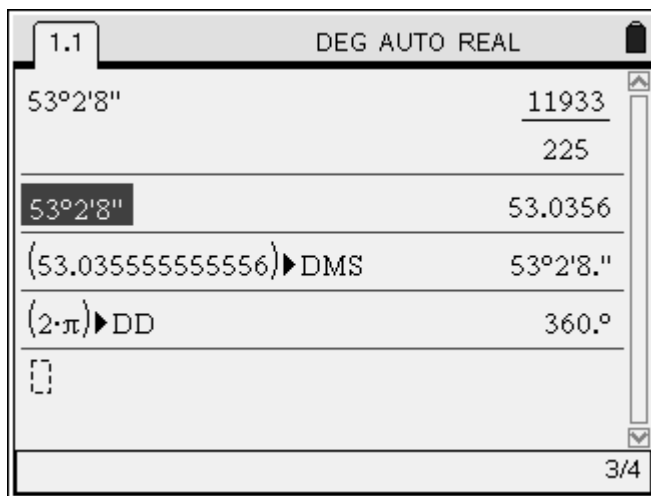 1.1 DEG AUTO REAL
53°2'8" 11933
225
53°2'8" 53.0356
(53.035555555556)▶DMS 53°2'8."
(2·π)▶DD 360.°
3/4